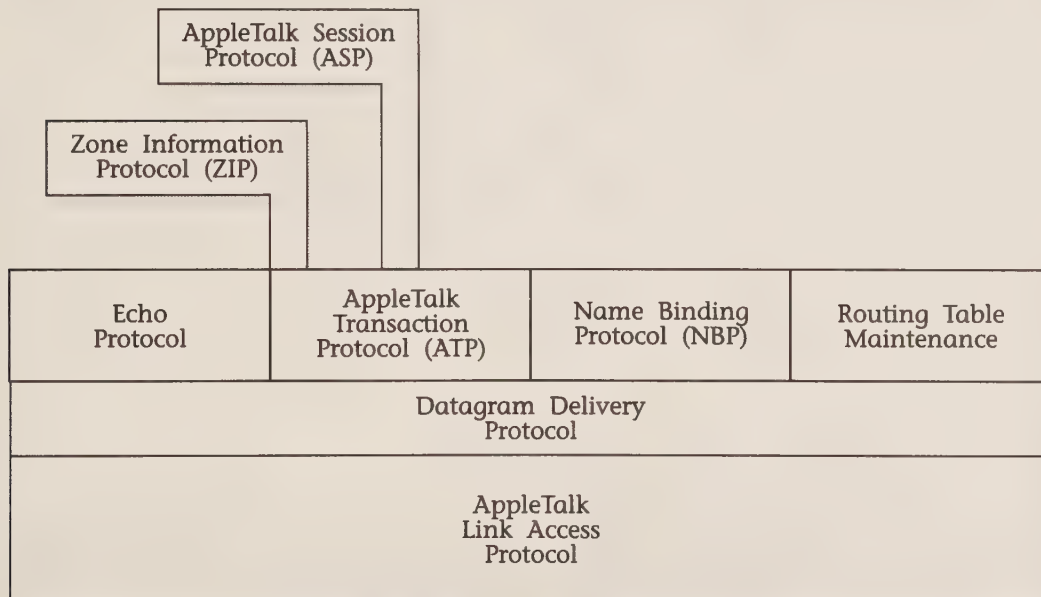 AppleTalk Session
Protocol (ASP)
Zone Information
Protocol (ZIP)
Echo
Protocol
AppleTalk
Transaction
Protocol (ATP)
Name Binding
Protocol (NBP)
Routing Table
Maintenance
Datagram Delivery
Protocol
AppleTalk
Link Access
Protocol